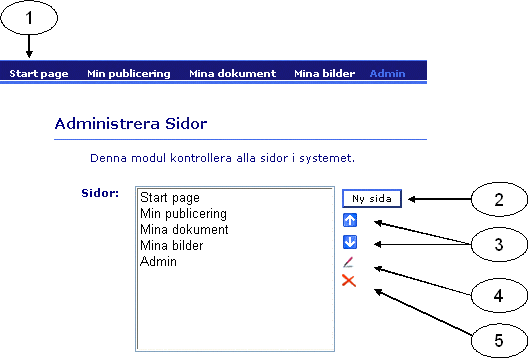 1
Start page Min publicering Mina dokument Mina bilder Admin
Administrera Sidor
Denna modul kontrollera alla sidor i systemet.
Sidor:
Start page
Min publicering
Mina dokument
Mina bilder
Admin
Ny sida
2
3
4
5